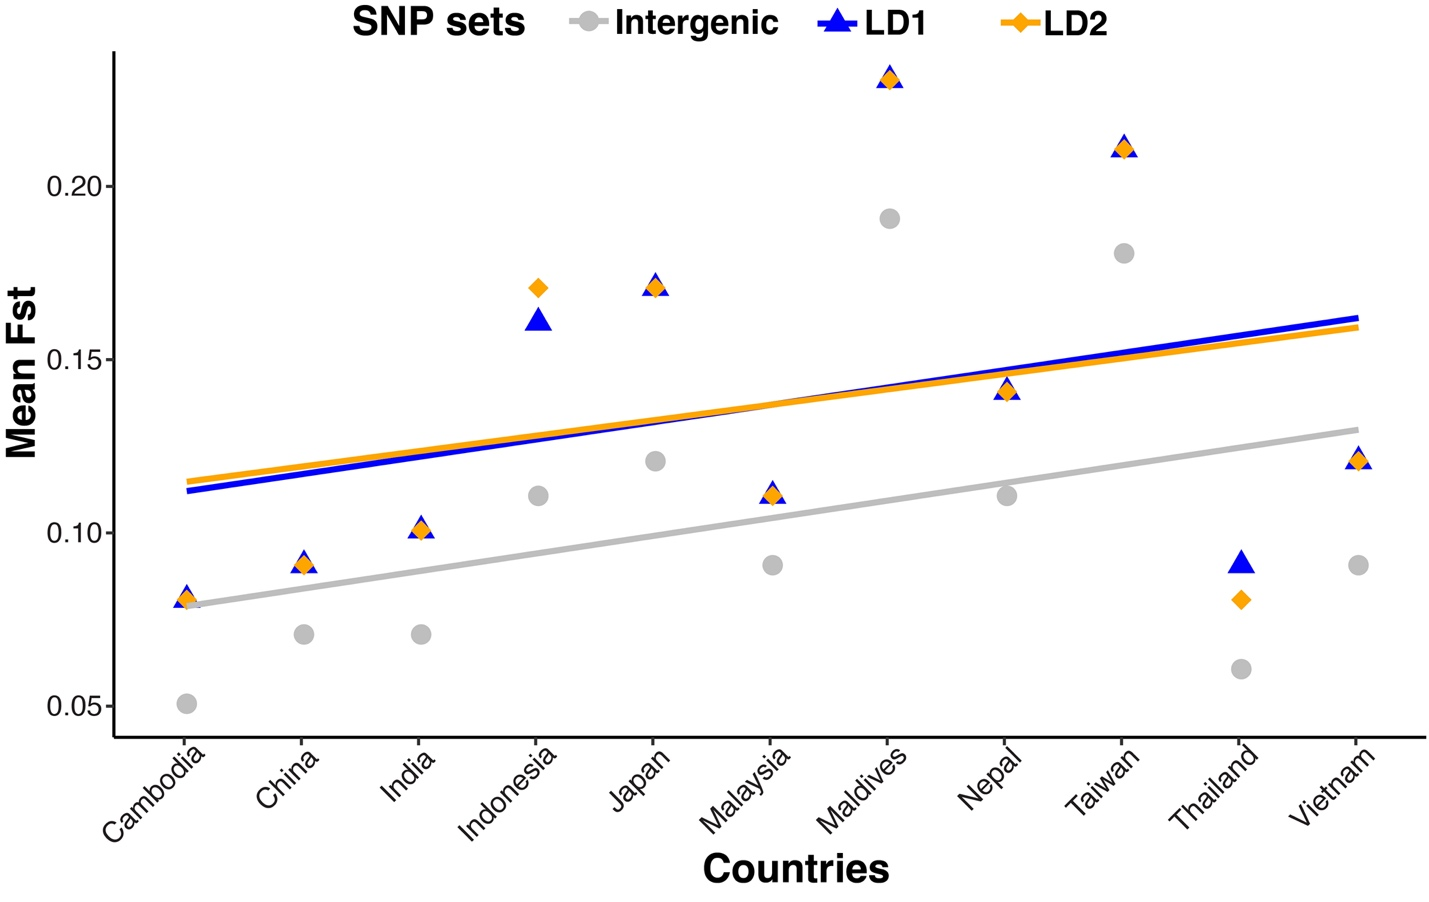 SNP sets Intergenic LD1 LD2
Mean Fst
0.20
0.15
0.10
0.05
Cambodia China India Indonesia Japan Malaysia Maldives Nepal Taiwan Thailand Vietnam
Countries